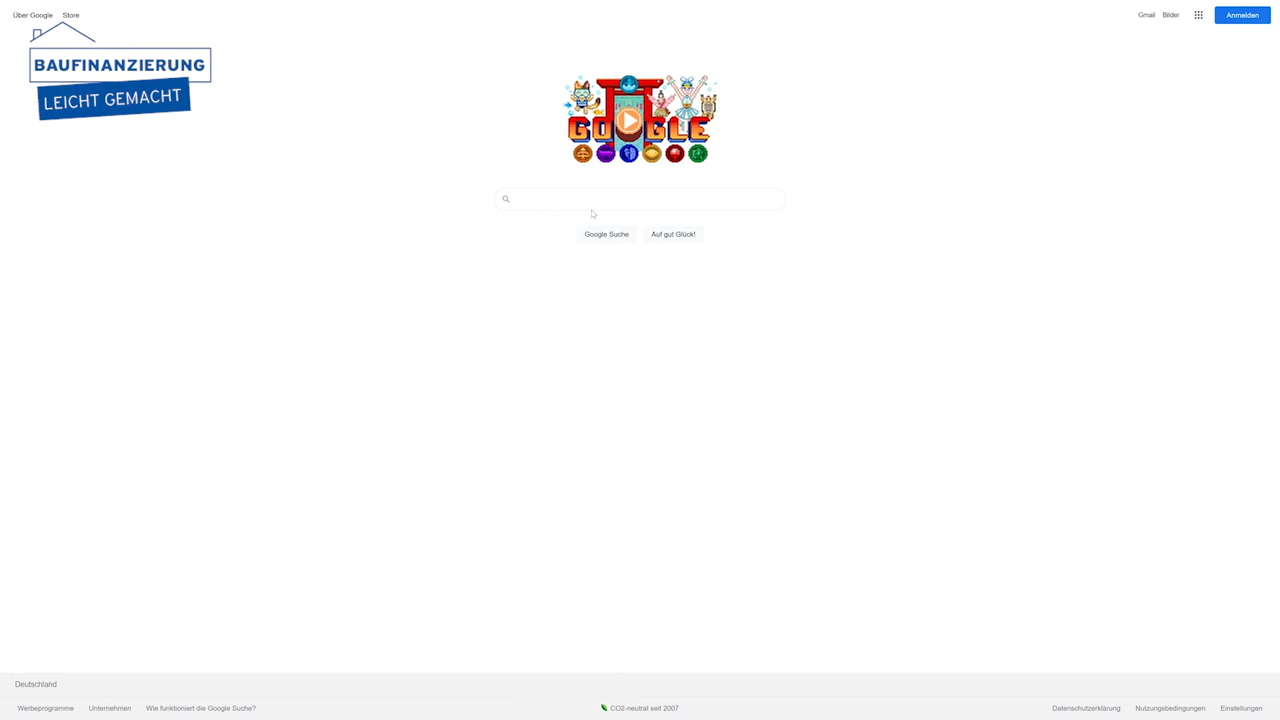 Über Google Store
Gmail Bilder Anmelden
BAUFINANZIERUNG
LEICHT GEMACHT
GOOGLE
Google Suche Auf gut Glück!
Deutschland
Werbeprogramme Unternehmen Wie funktioniert die Google Suche? CO2-neutral seit 2007 Datenschutzerklärung Nutzungsbedingungen Einstellungen